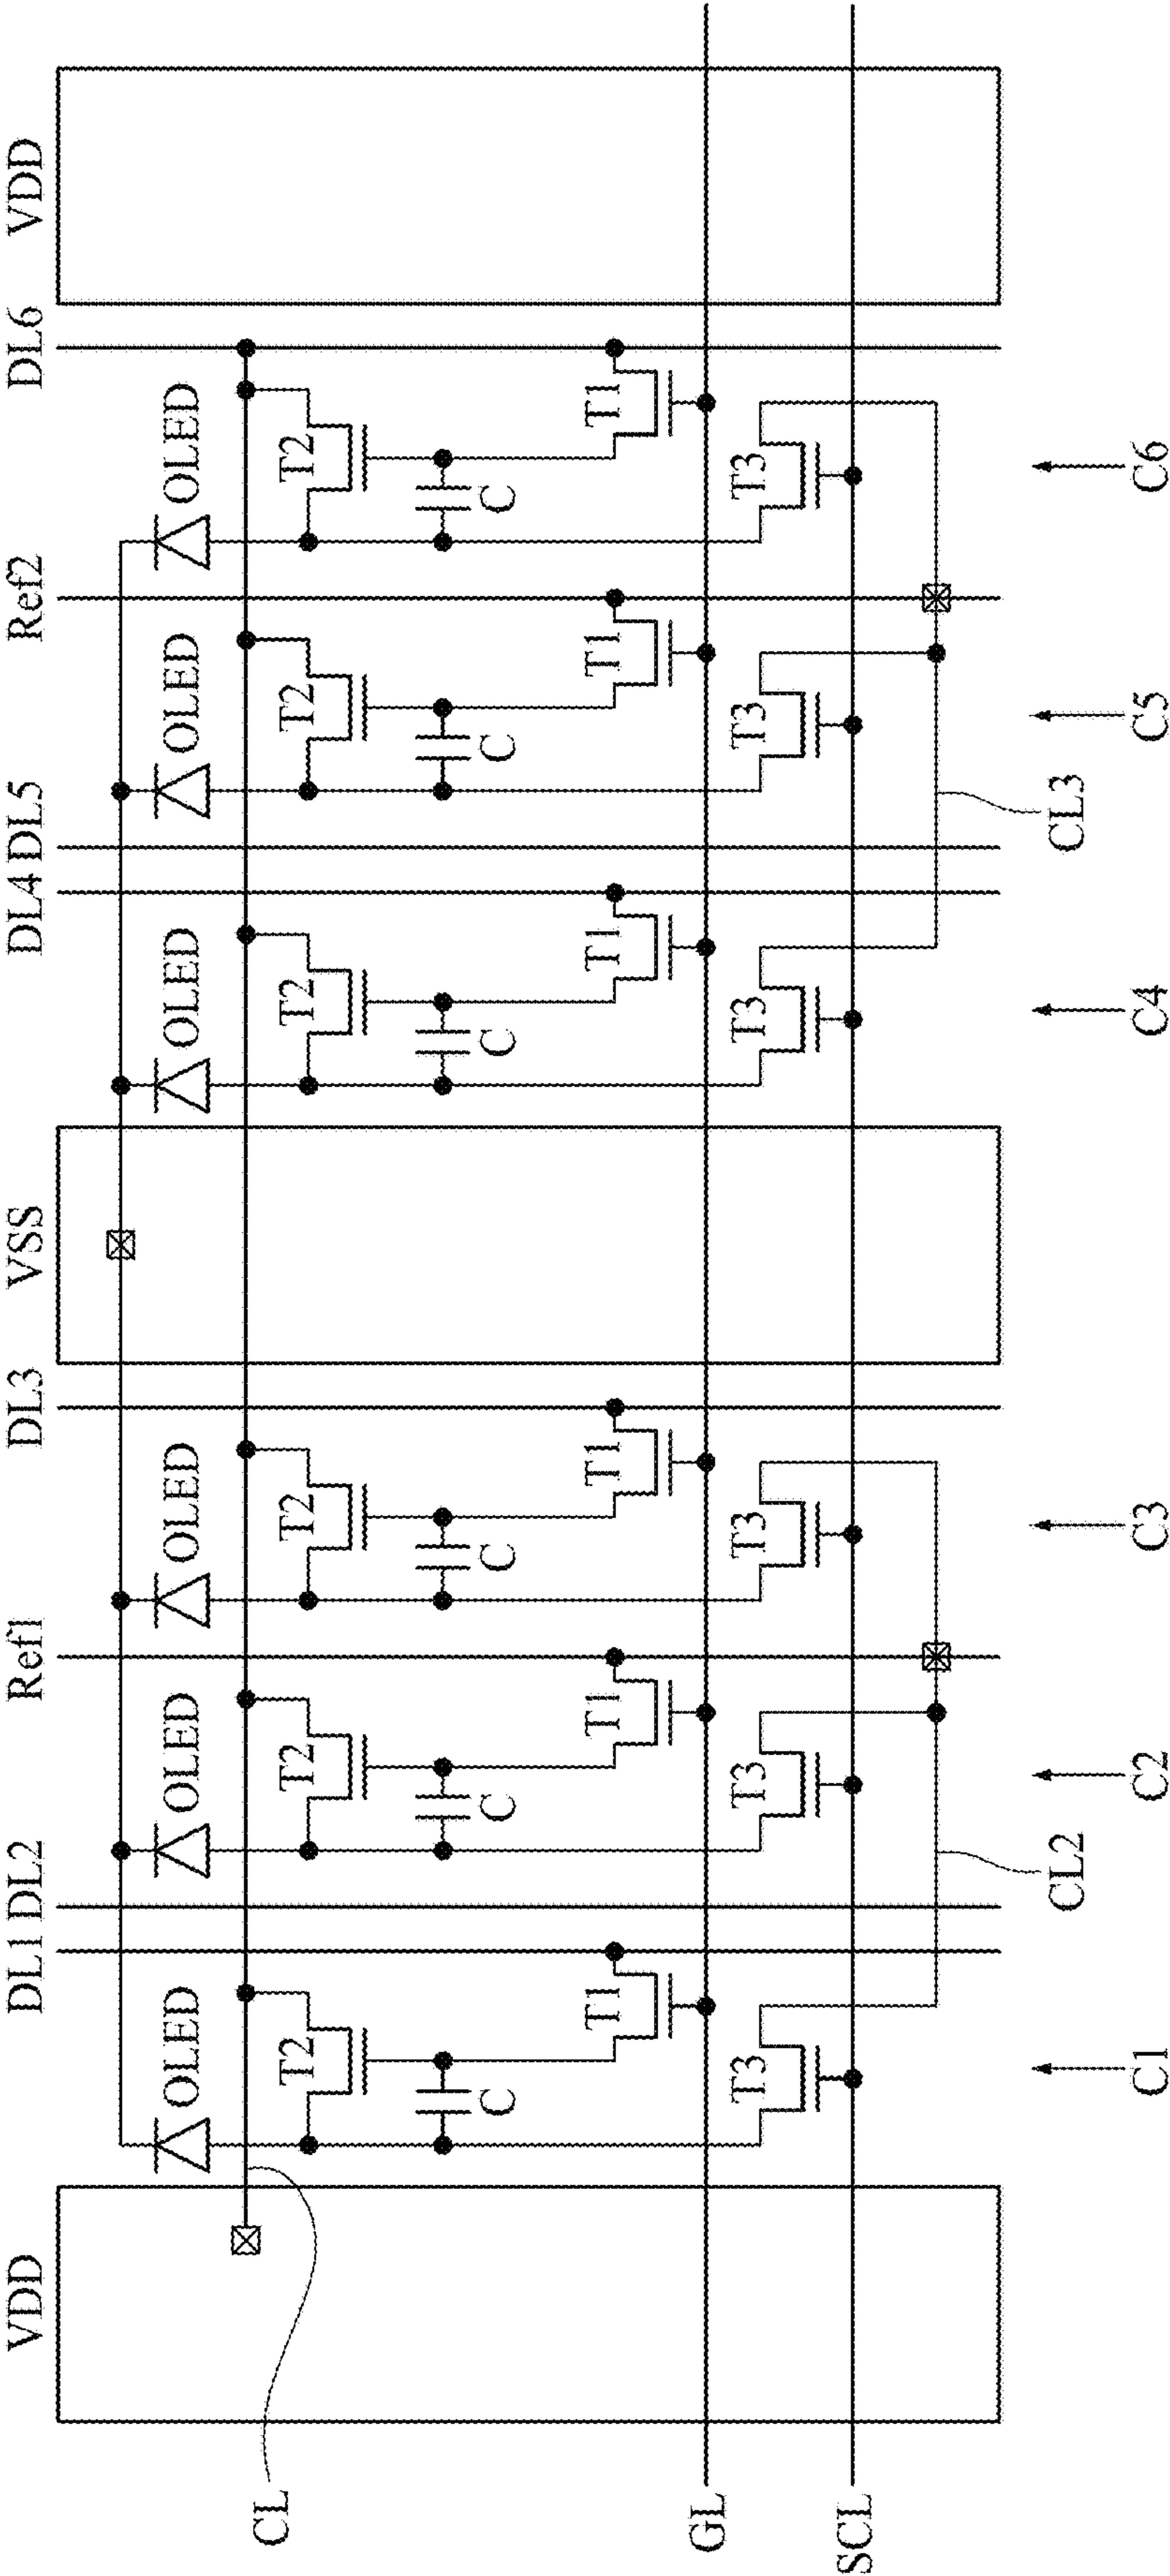 VDD
DL1
DL2
Ref1
DL3
VSS
DL4
DL5
Ref2
DL6
VDD
OLED
OLED
OLED
OLED
OLED
OLED
CL
T2
T2
T2
T2
T2
T2
C
C
C
C
C
C
T1
T1
T1
T1
T1
T1
GL
T3
T3
T3
T3
T3
T3
SCL
CL2
CL3
C1
C2
C3
C4
C5
C6